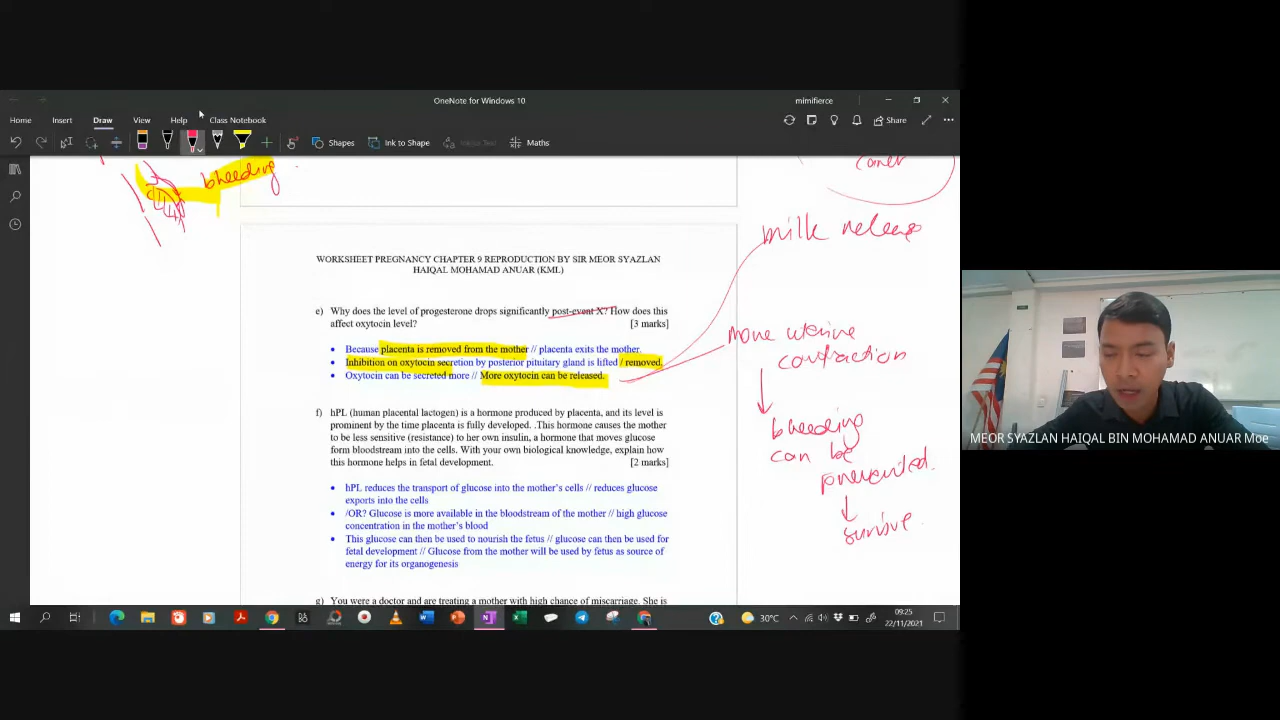 OneNote for Windows 10
mimifierce
Home Insert Draw View Help Class Notebook
Share
Shapes Ink to Shape Ink to Text Maths
bheeding
milk release
WORKSHEET PREGNANCY CHAPTER 9 REPRODUCTION BY SIR MEOR SYAZLAN
HAIQAL MOHAMAD ANUAR (KML)
e) Why does the level of progesterone drops significantly post-event X? How does this
affect oxytocin level? [3 marks]
• Because placenta is removed from the mother // placenta exits the mother.
• Inhibition on oxytocin secretion by posterior pituitary gland is lifted / removed.
• Oxytocin can be secreted more // More oxytocin can be released.
more uterine
contraction
bheeding
can be
prevented.
survive
f) hPL (human placental lactogen) is a hormone produced by placenta, and its level is
prominent by the time placenta is fully developed. .This hormone causes the mother
to be less sensitive (resistance) to her own insulin, a hormone that moves glucose
form bloodstream into the cells. With your own biological knowledge, explain how
this hormone helps in fetal development. [2 marks]
• hPL reduces the transport of glucose into the mother's cells // reduces glucose
exports into the cells
• /OR? Glucose is more available in the bloodstream of the mother // high glucose
concentration in the mother's blood
• This glucose can then be used to nourish the fetus // glucose can then be used for
fetal development // Glucose from the mother will be used by fetus as source of
energy for its organogenesis
g) You were a doctor and are treating a mother with high chance of miscarriage. She is
MEOR SYAZLAN HAIQAL BIN MOHAMAD ANUAR Moe
30°C
09:25
22/11/2021